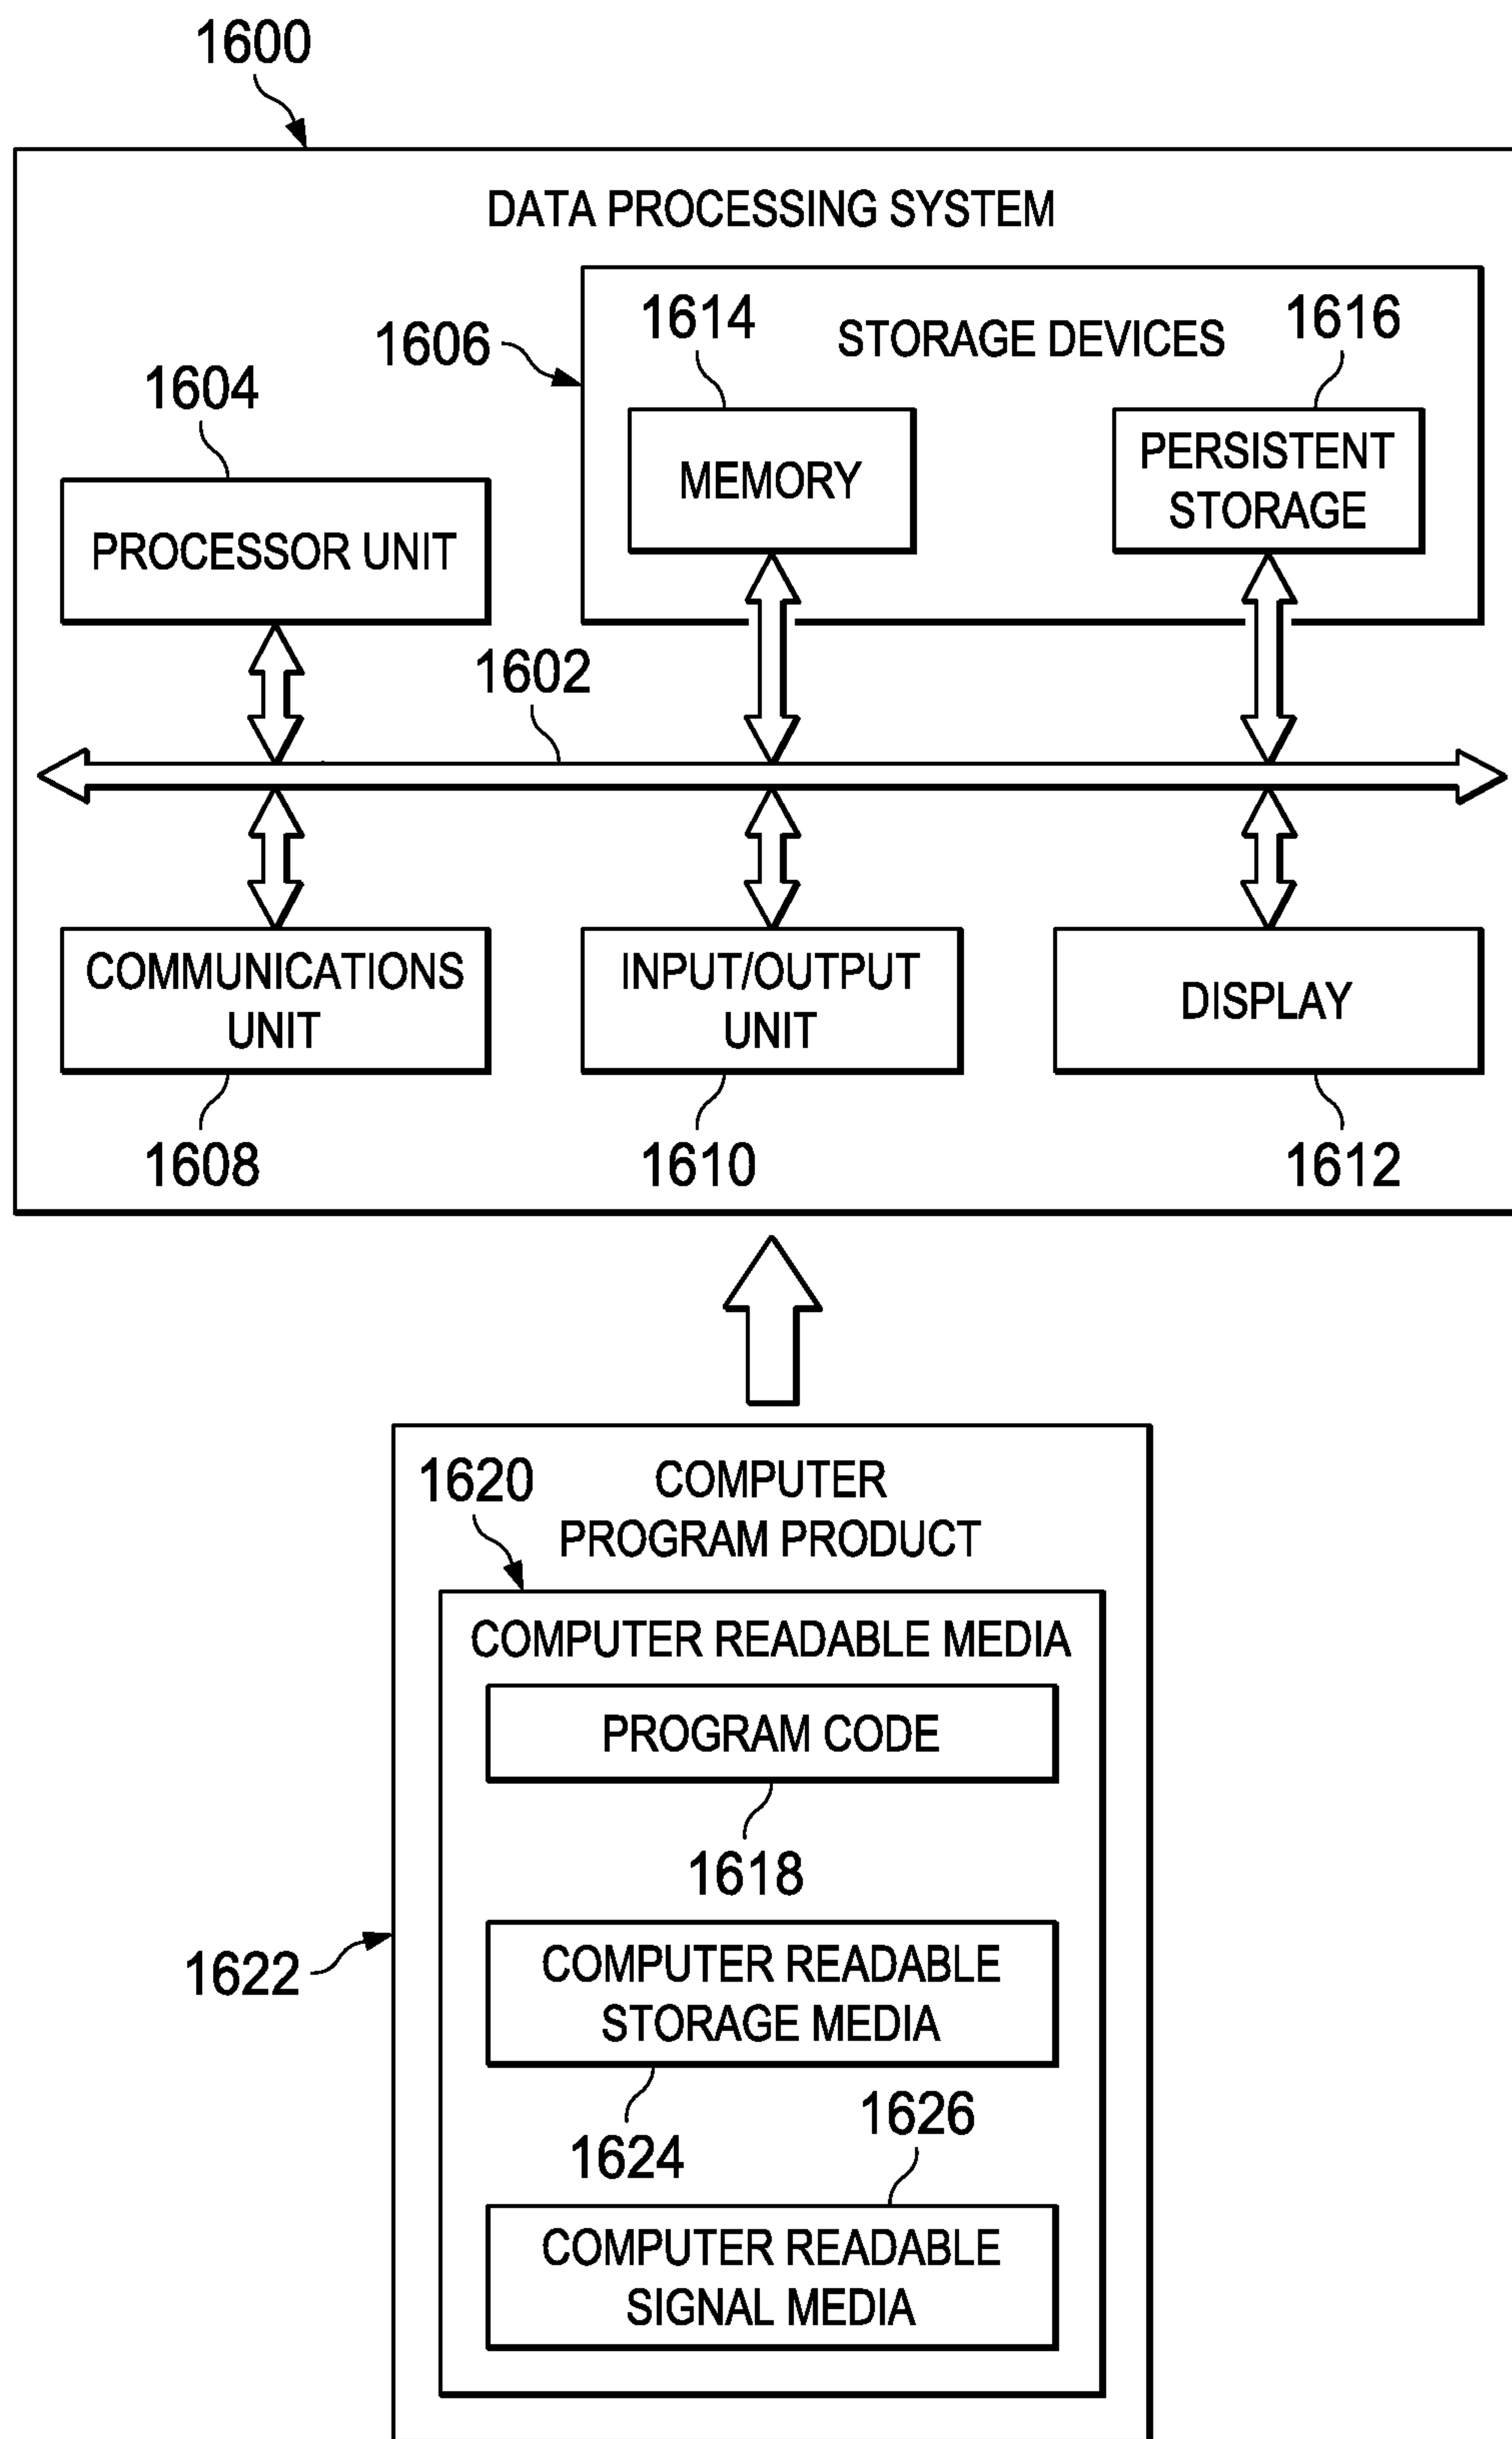 1600
DATA PROCESSING SYSTEM
1606
1614
STORAGE DEVICES
1616
1604
MEMORY
PERSISTENT
STORAGE
PROCESSOR UNIT
1602
COMMUNICATIONS
UNIT
INPUT/OUTPUT
UNIT
DISPLAY
1608
1610
1612
1620
COMPUTER
PROGRAM PRODUCT
COMPUTER READABLE MEDIA
PROGRAM CODE
1618
1622
COMPUTER READABLE
STORAGE MEDIA
1624
1626
COMPUTER READABLE
SIGNAL MEDIA